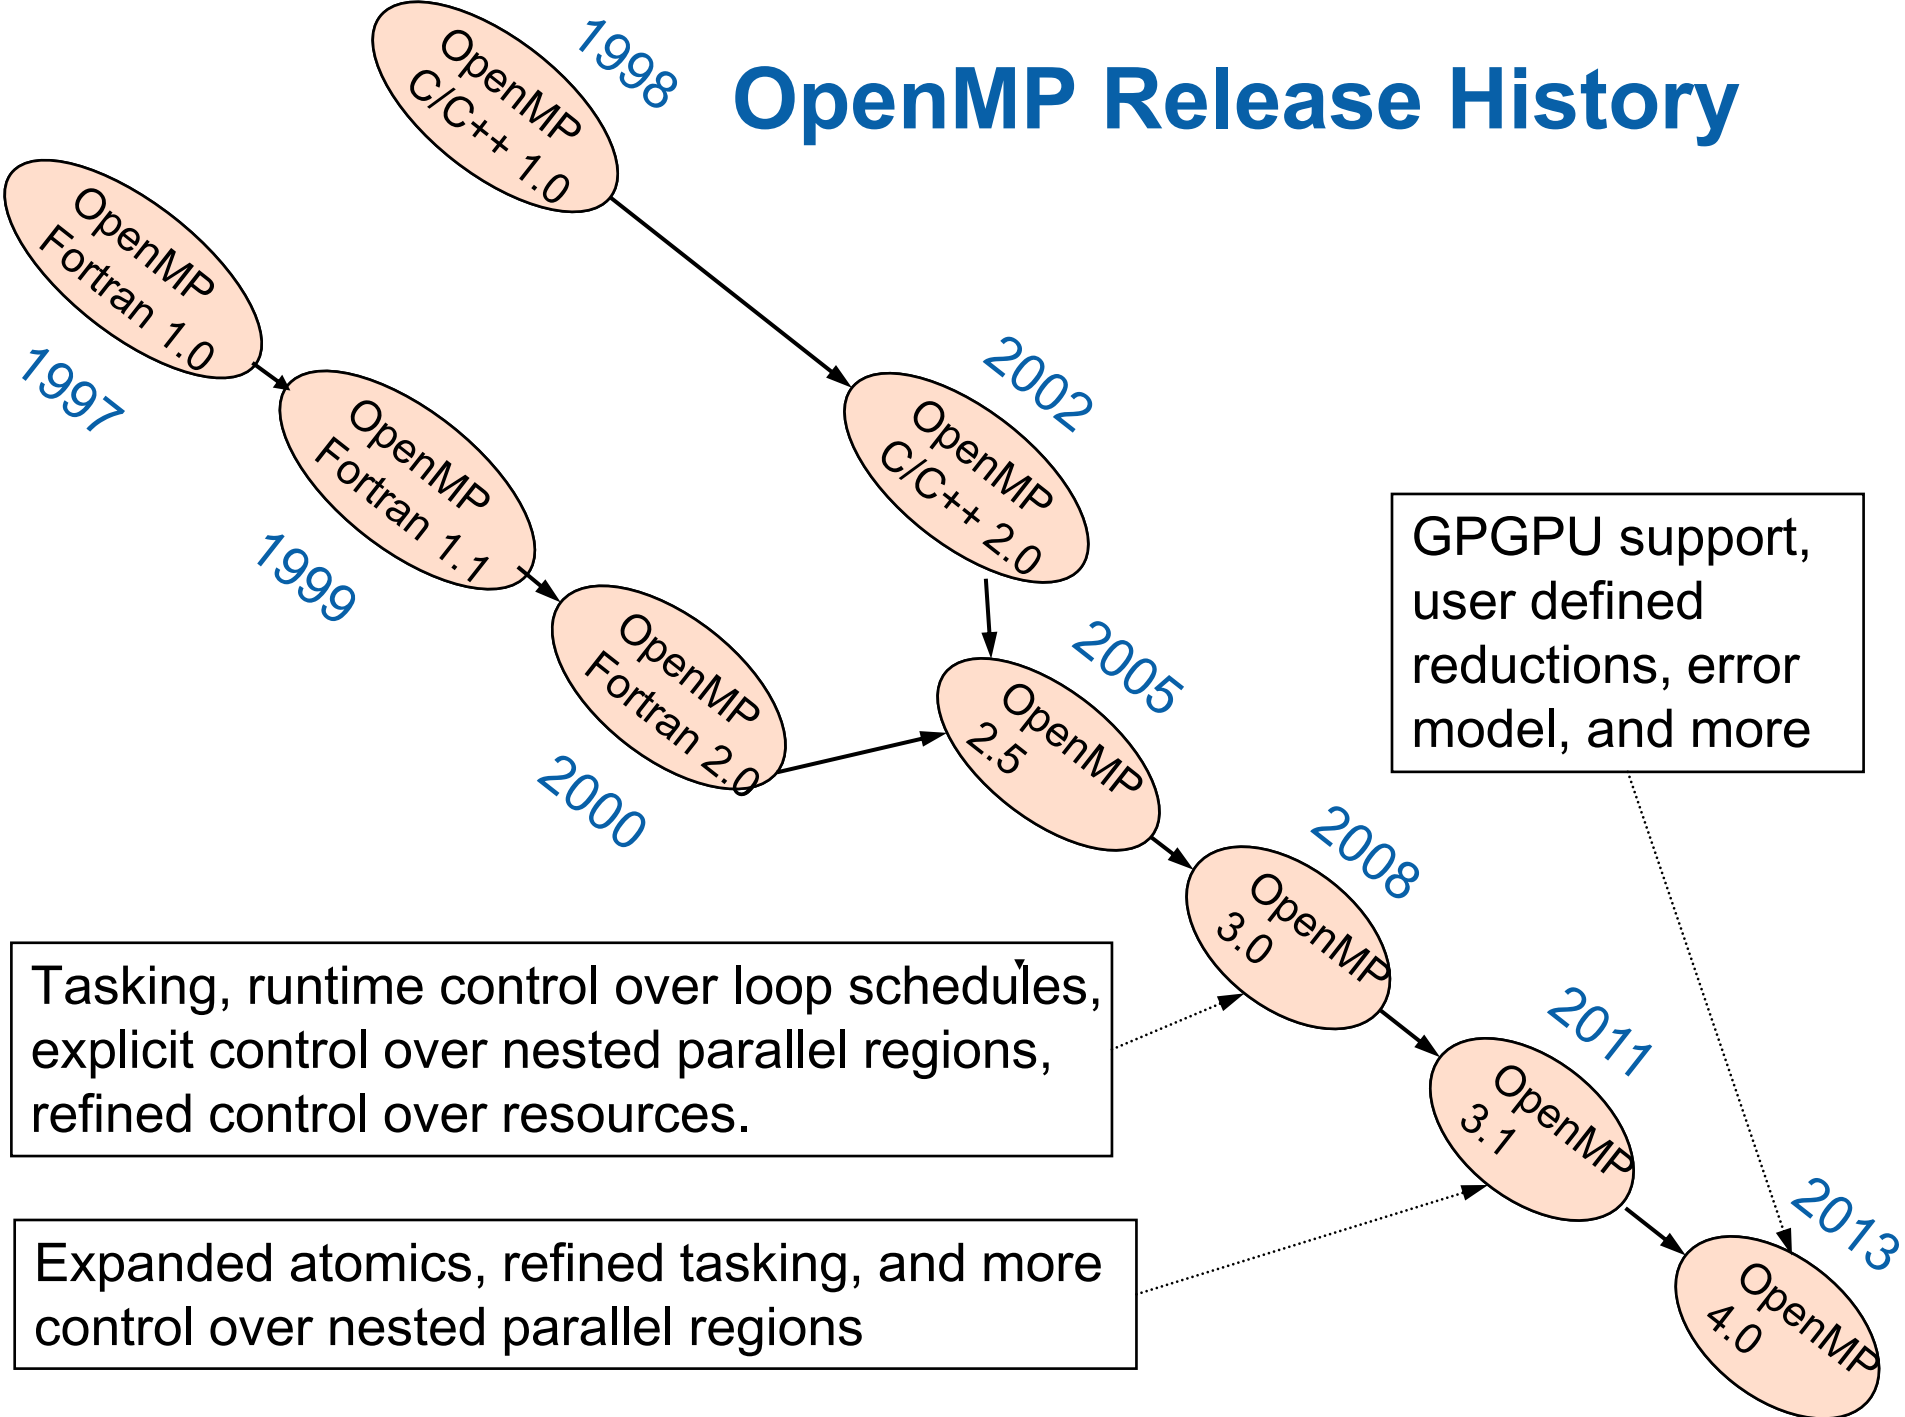 OpenMP Release History
OpenMP
C/C++ 1.0
1998
OpenMP
Fortran 1.0
1997
OpenMP
Fortran 1.1
1999
OpenMP
C/C++ 2.0
2002
OpenMP
Fortran 2.0
2000
OpenMP
2.5
2005
GPGPU support,
user defined
reductions, error
model, and more
OpenMP
3.0
2008
Tasking, runtime control over loop schedules,
explicit control over nested parallel regions,
refined control over resources.
OpenMP
3.1
2011
Expanded atomics, refined tasking, and more
control over nested parallel regions
OpenMP
4.0
2013